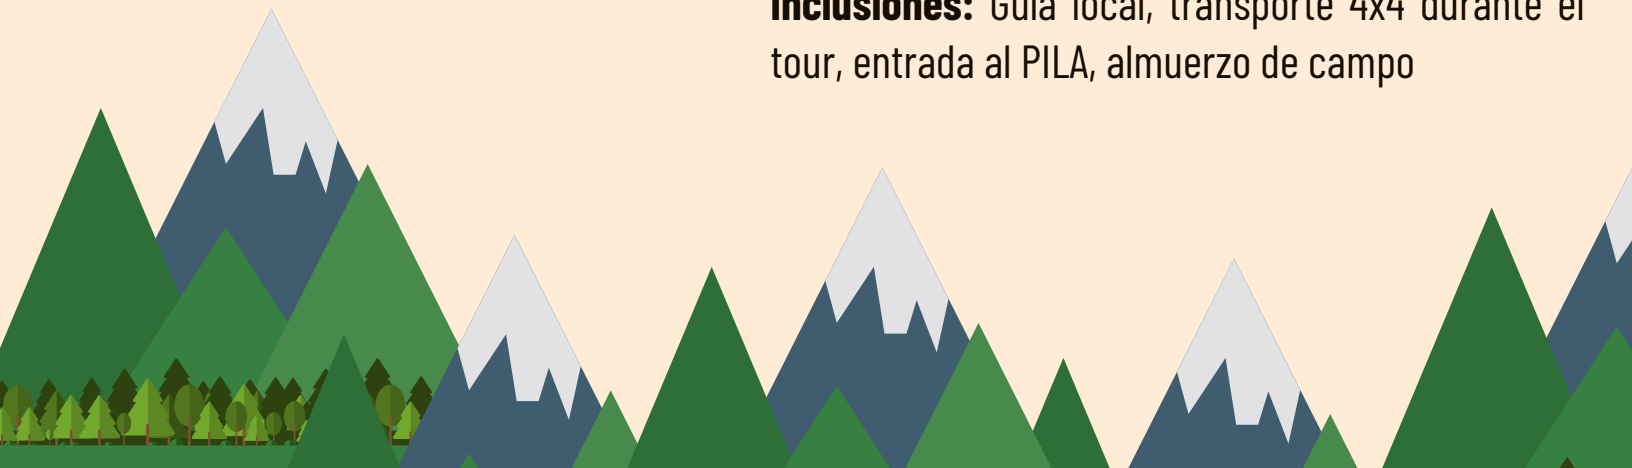 Inclusiones: Guía local, transporte 4x4 durante el
tour, entrada al PILA, almuerzo de campo